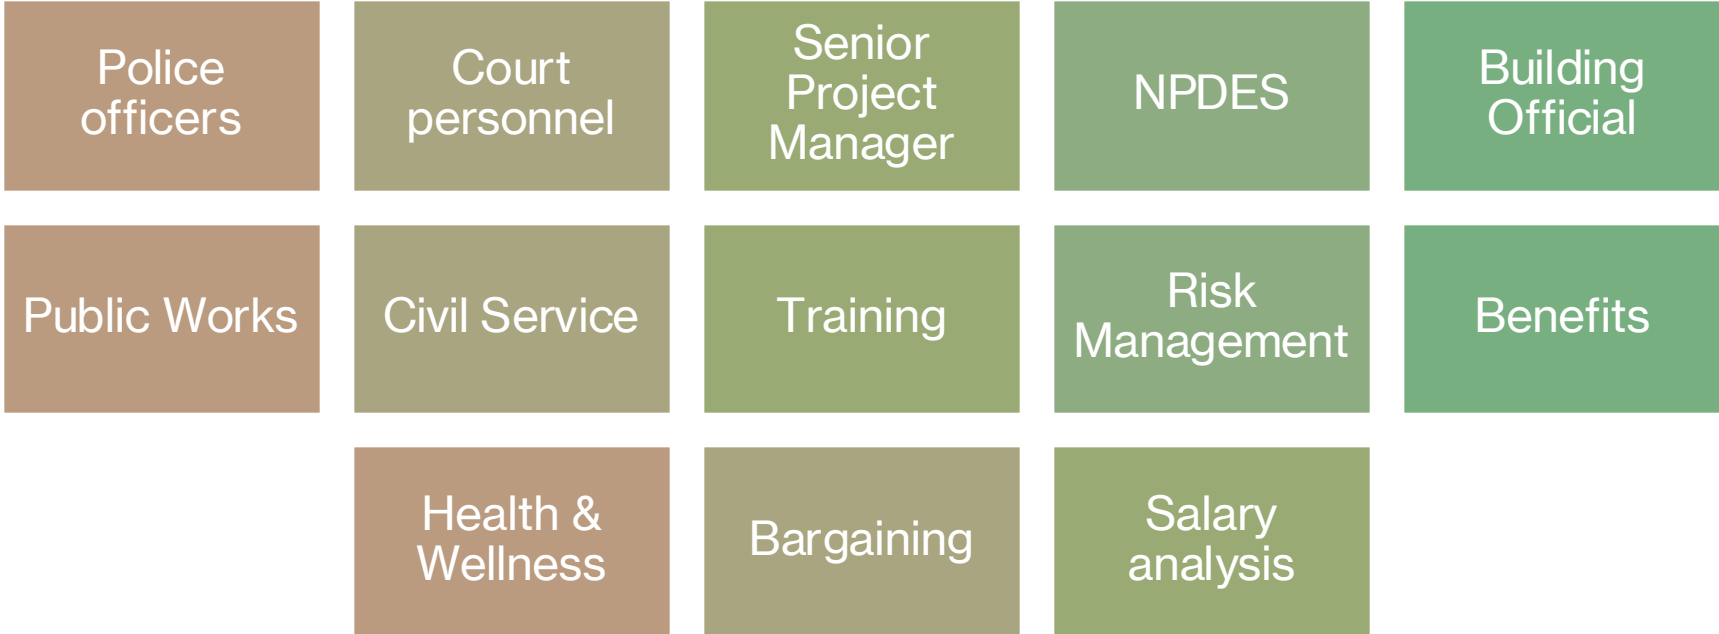 Police
officers
Court
personnel
Senior
Project
Manager
NPDES
Building
Official
Public Works
Civil Service
Training
Risk
Management
Benefits
Health &
Wellness
Bargaining
Salary
analysis